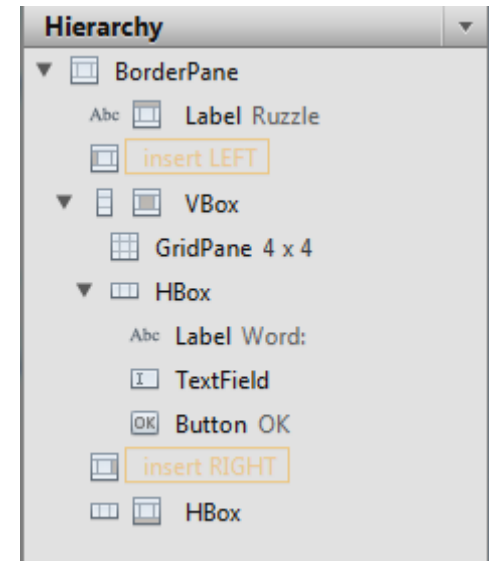 Hierarchy
BorderPane
Abc Label Ruzzle
insert LEFT
VBox
GridPane 4 x 4
HBox
Abc Label Word:
I TextField
OK Button OK
insert RIGHT
HBox